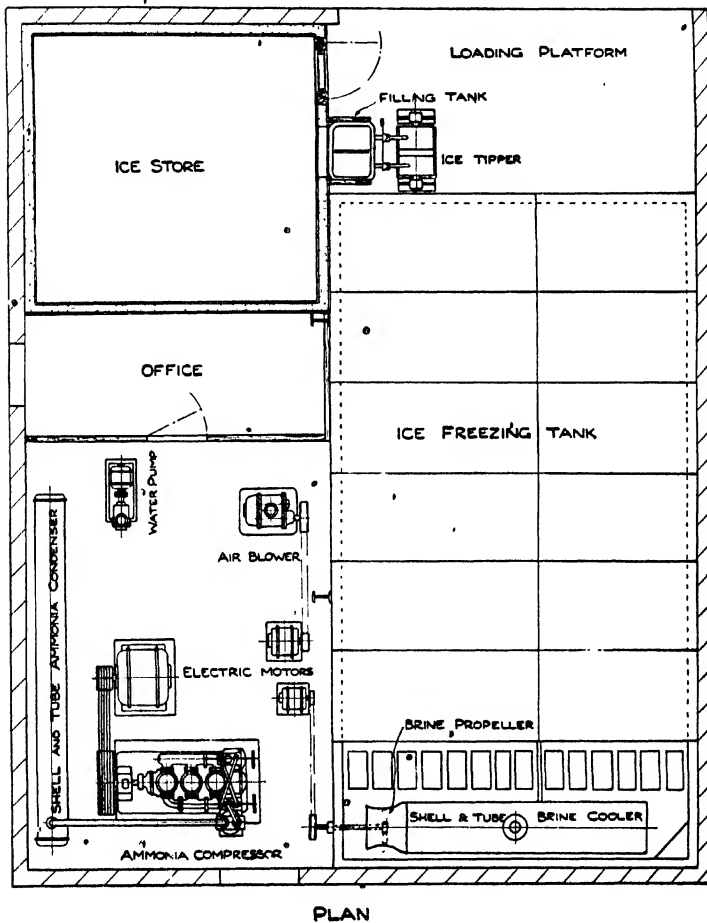 LOADING PLATFORM
FILLING TANK
ICE STORE
ICE TIPPER
OFFICE
ICE FREEZING TANK
WATER PUMP
SHELL AND TUBE AMMONIA CONDENSER
AIR BLOWER
ELECTRIC MOTORS
BRINE PROPELLER
SHELL & TUBE BRINE COOLER
AMMONIA COMPRESSOR
PLAN